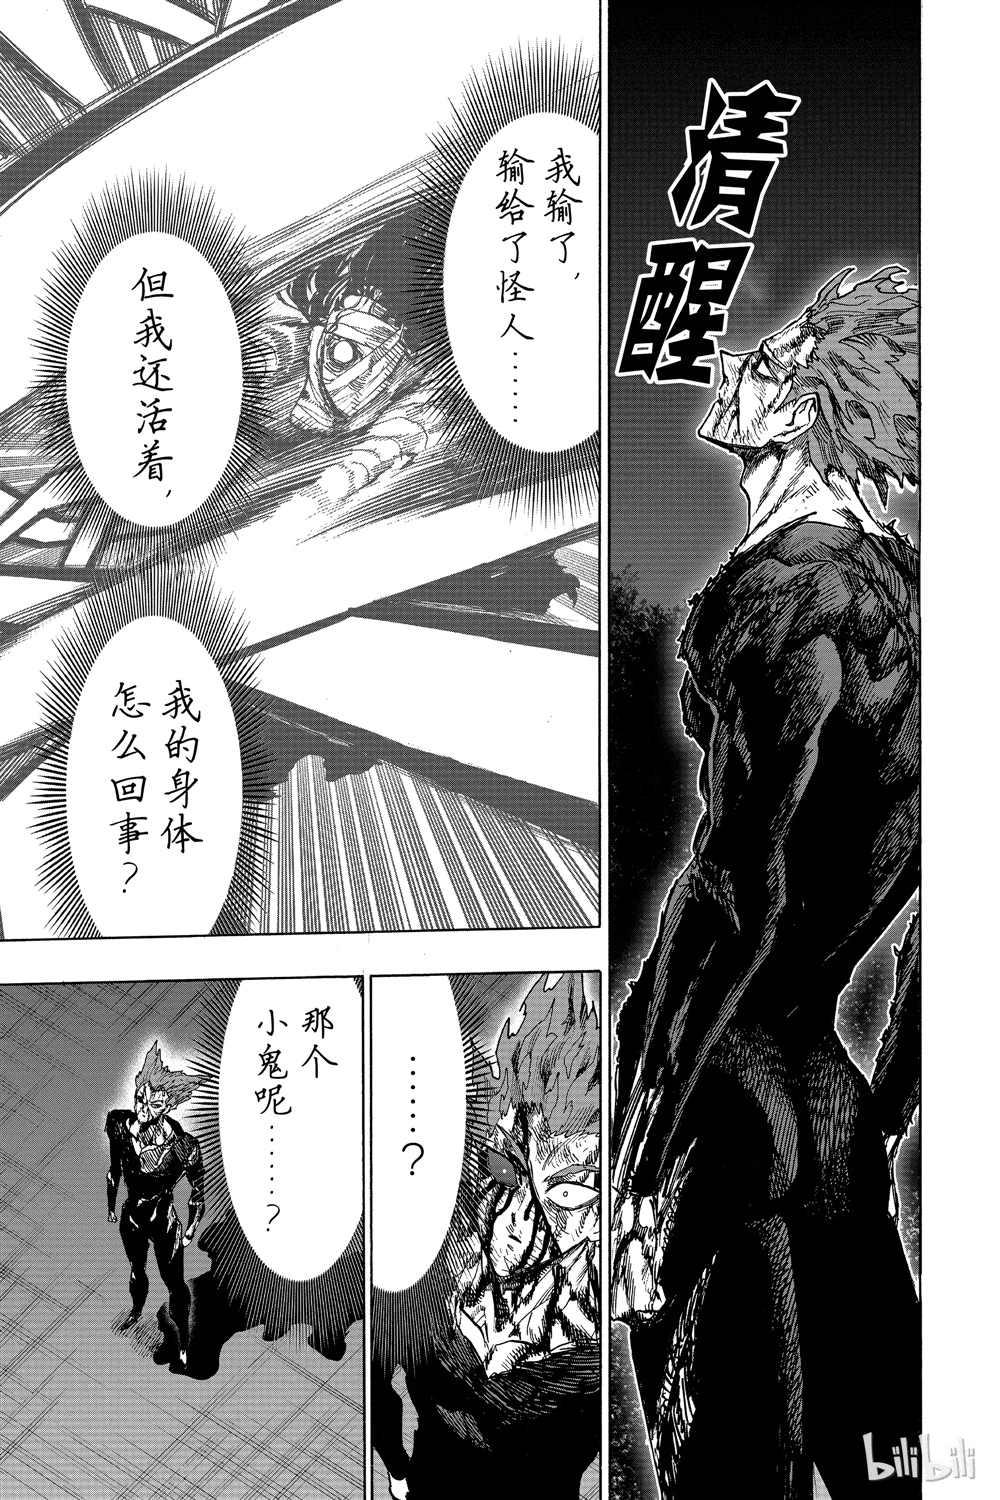 清醒
我输了，
输给了怪人……
但我还活着，
我的身体
怎么回事？
……？
那个
小鬼呢……？
bilibili